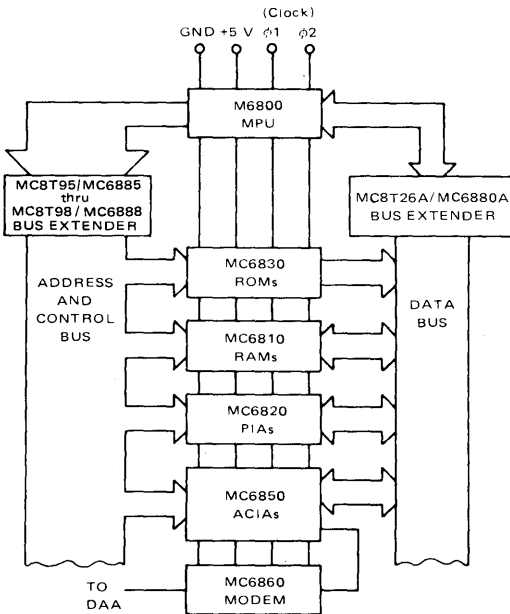 (Clock)
GND +5 V φ1 φ2
M6800
MPU
MC8T95/MC6885
thru
MC8T98/MC6888
BUS EXTENDER
MC8T26A/MC6880A
BUS EXTENDER
ADDRESS
AND
CONTROL
BUS
MC6830
ROMs
DATA
BUS
MC6810
RAMs
MC6820
PIAs
MC6850
ACIAs
TO
DAA
MC6860
MODEM